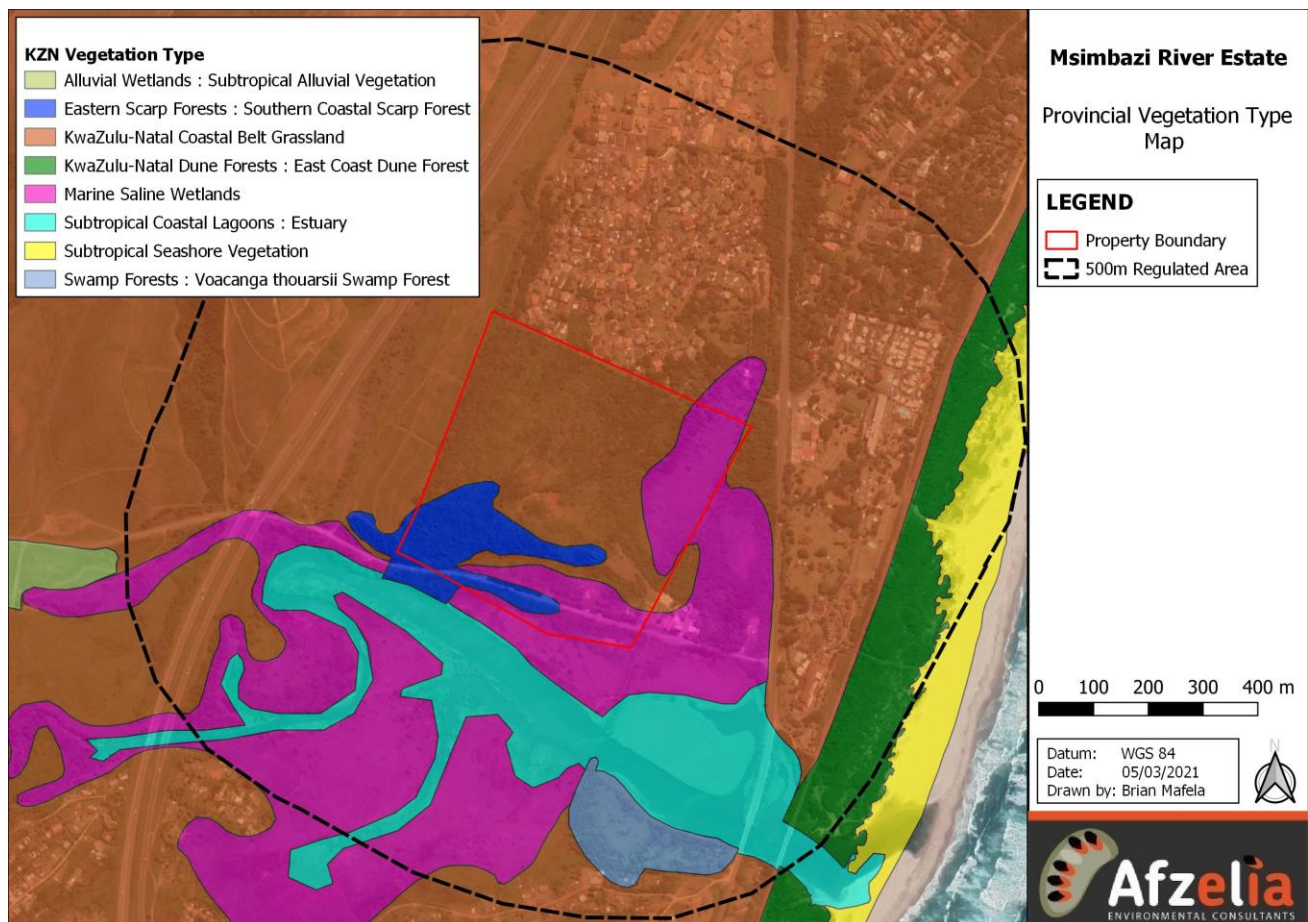 KZN Vegetation Type
Alluvial Wetlands : Subtropical Alluvial Vegetation
Eastern Scarp Forests : Southern Coastal Scarp Forest
KwaZulu-Natal Coastal Belt Grassland
KwaZulu-Natal Dune Forests : East Coast Dune Forest
Marine Saline Wetlands
Subtropical Coastal Lagoons : Estuary
Subtropical Seashore Vegetation
Swamp Forests : Voacanga thouarsii Swamp Forest
Msimbazi River Estate
Provincial Vegetation Type
Map
LEGEND
Property Boundary
500m Regulated Area
0 100 200 300 400 m
Datum: WGS 84
Date: 05/03/2021
Drawn by: Brian Mafela
N
Afzelia
ENVIRONMENTAL CONSULTANTS